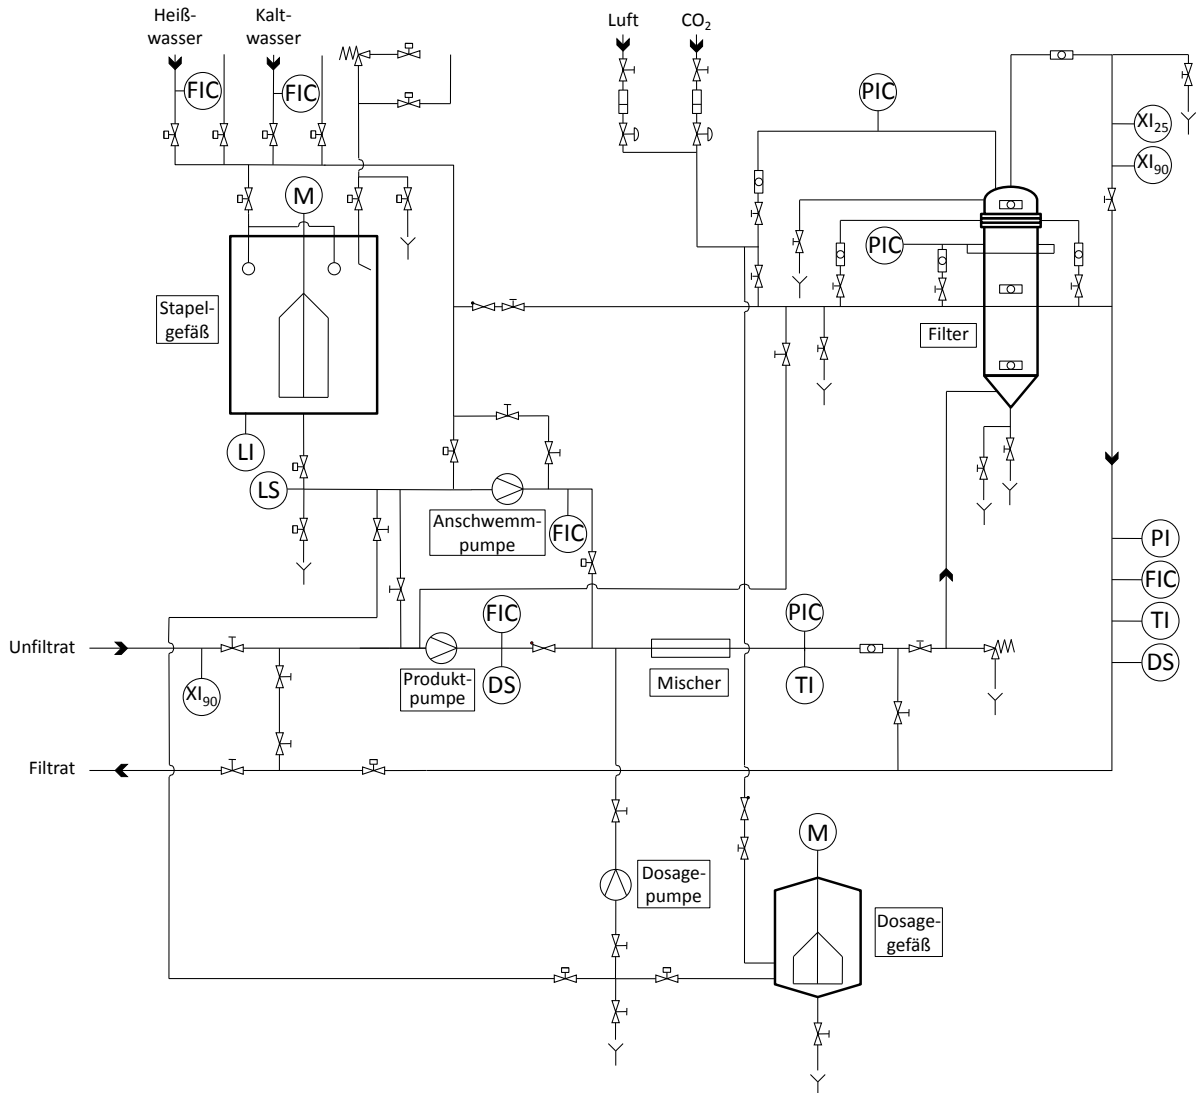 Heiß-
wasser
Kalt-
wasser
Luft
CO₂
FIC
FIC
PIC
XI₂₅
XI₉₀
M
PIC
Stapel-
gefäß
Filter
LI
LS
Anschwemm-
pumpe
FIC
PI
FIC
TI
DS
Unfiltrat
XI₉₀
FIC
PIC
Produkt-
pumpe
DS
Mischer
TI
Filtrat
M
Dosage-
pumpe
Dosage-
gefäß